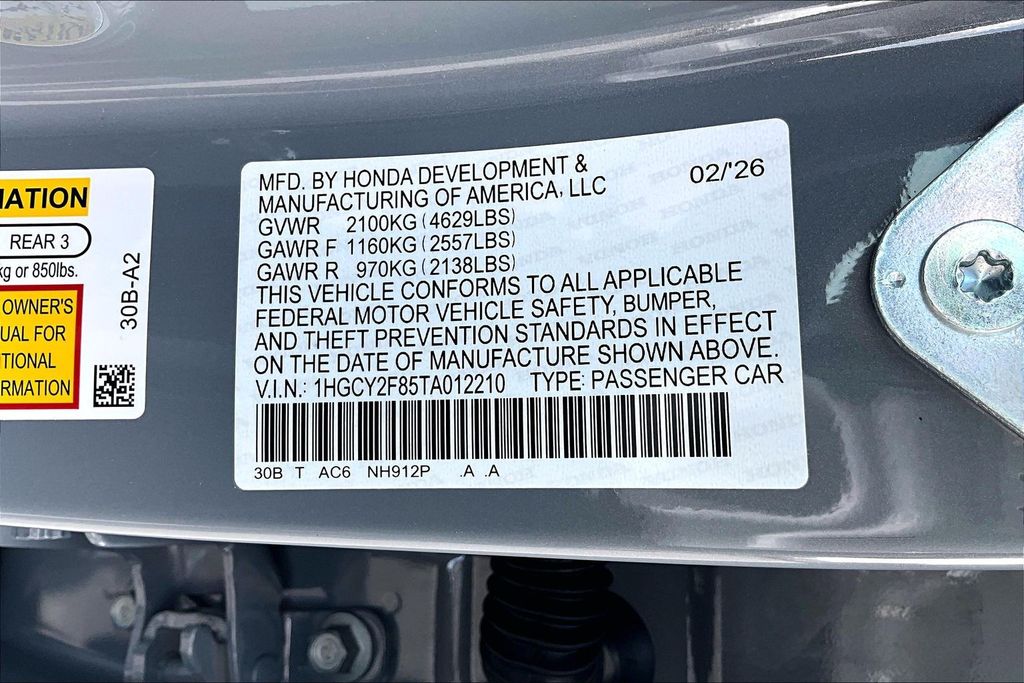 MATION
REAR 3
kg or 850lbs.
OWNER'S
UAL FOR
ITIONAL
ORMATION
30B-A2
MFD. BY HONDA DEVELOPMENT &
MANUFACTURING OF AMERICA, LLC
02/'26
GVWR 2100KG (4629LBS)
GAWR F 1160KG (2557LBS)
GAWR R 970KG (2138LBS)
THIS VEHICLE CONFORMS TO ALL APPLICABLE
FEDERAL MOTOR VEHICLE SAFETY, BUMPER,
AND THEFT PREVENTION STANDARDS IN EFFECT
ON THE DATE OF MANUFACTURE SHOWN ABOVE.
V.I.N.: 1HGCY2F85TA012210 TYPE: PASSENGER CAR
30B T AC6 NH912P .A .A